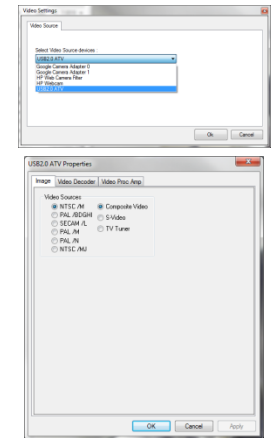 Video Settings
Video Source
Select Video Source devices :
USB2.0 ATV
Google Camera Adapter 0
Google Camera Adapter 1
HP Web Camera Filter
HP Webcam
USB2.0 ATV
Ok Cancel
USB2.0 ATV Properties
Image Video Decoder Video Proc Amp
Video Sources
NTSC /M Composite Video
PAL /BDGHI S-Video
SECAM /L TV Tuner
PAL /M
PAL /N
NTSC /MJ
OK Cancel Apply